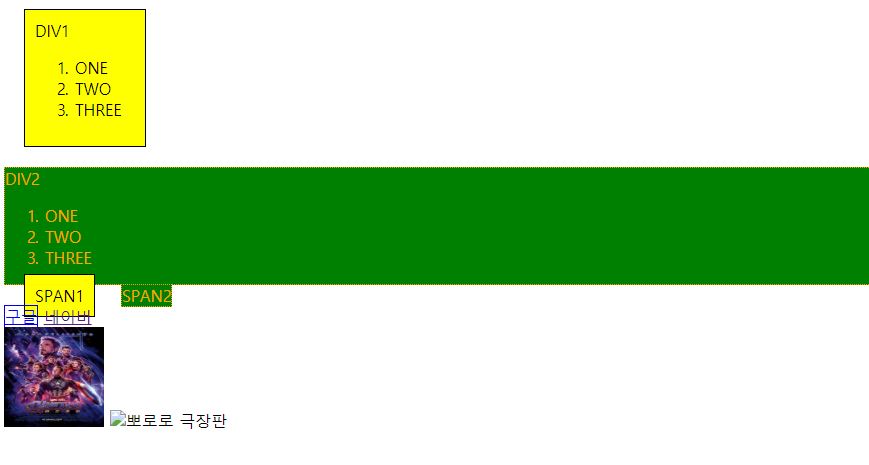 DIV1
1. ONE
2. TWO
3. THREE
DIV2
1. ONE
2. TWO
3. THREE
SPAN1 SPAN2
구글 네이버
뽀로로 극장판